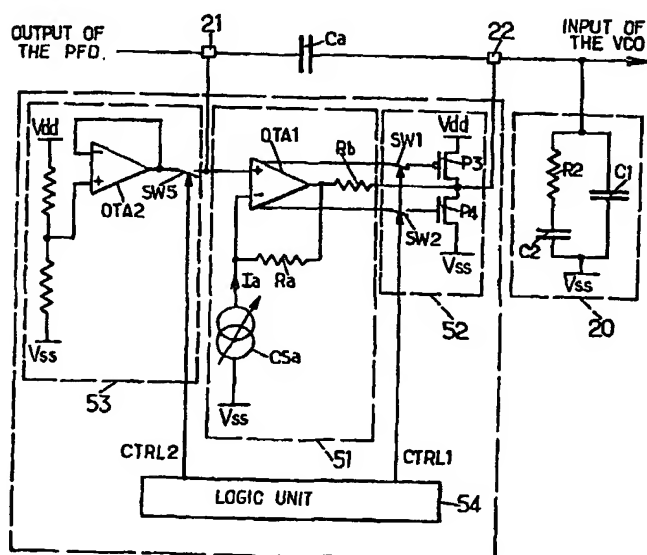 OUTPUT OF
THE PFD.
21
Ca
22
INPUT OF
THE VCO
Vdd
OTA2
SW5
Vss
53
OTA1
Rb
Ra
Ia
CSa
Vss
51
SW1
Vdd
P3
P4
SW2
Vss
52
R2
C1
C2
Vss
20
CTRL2
CTRL1
LOGIC UNIT
54